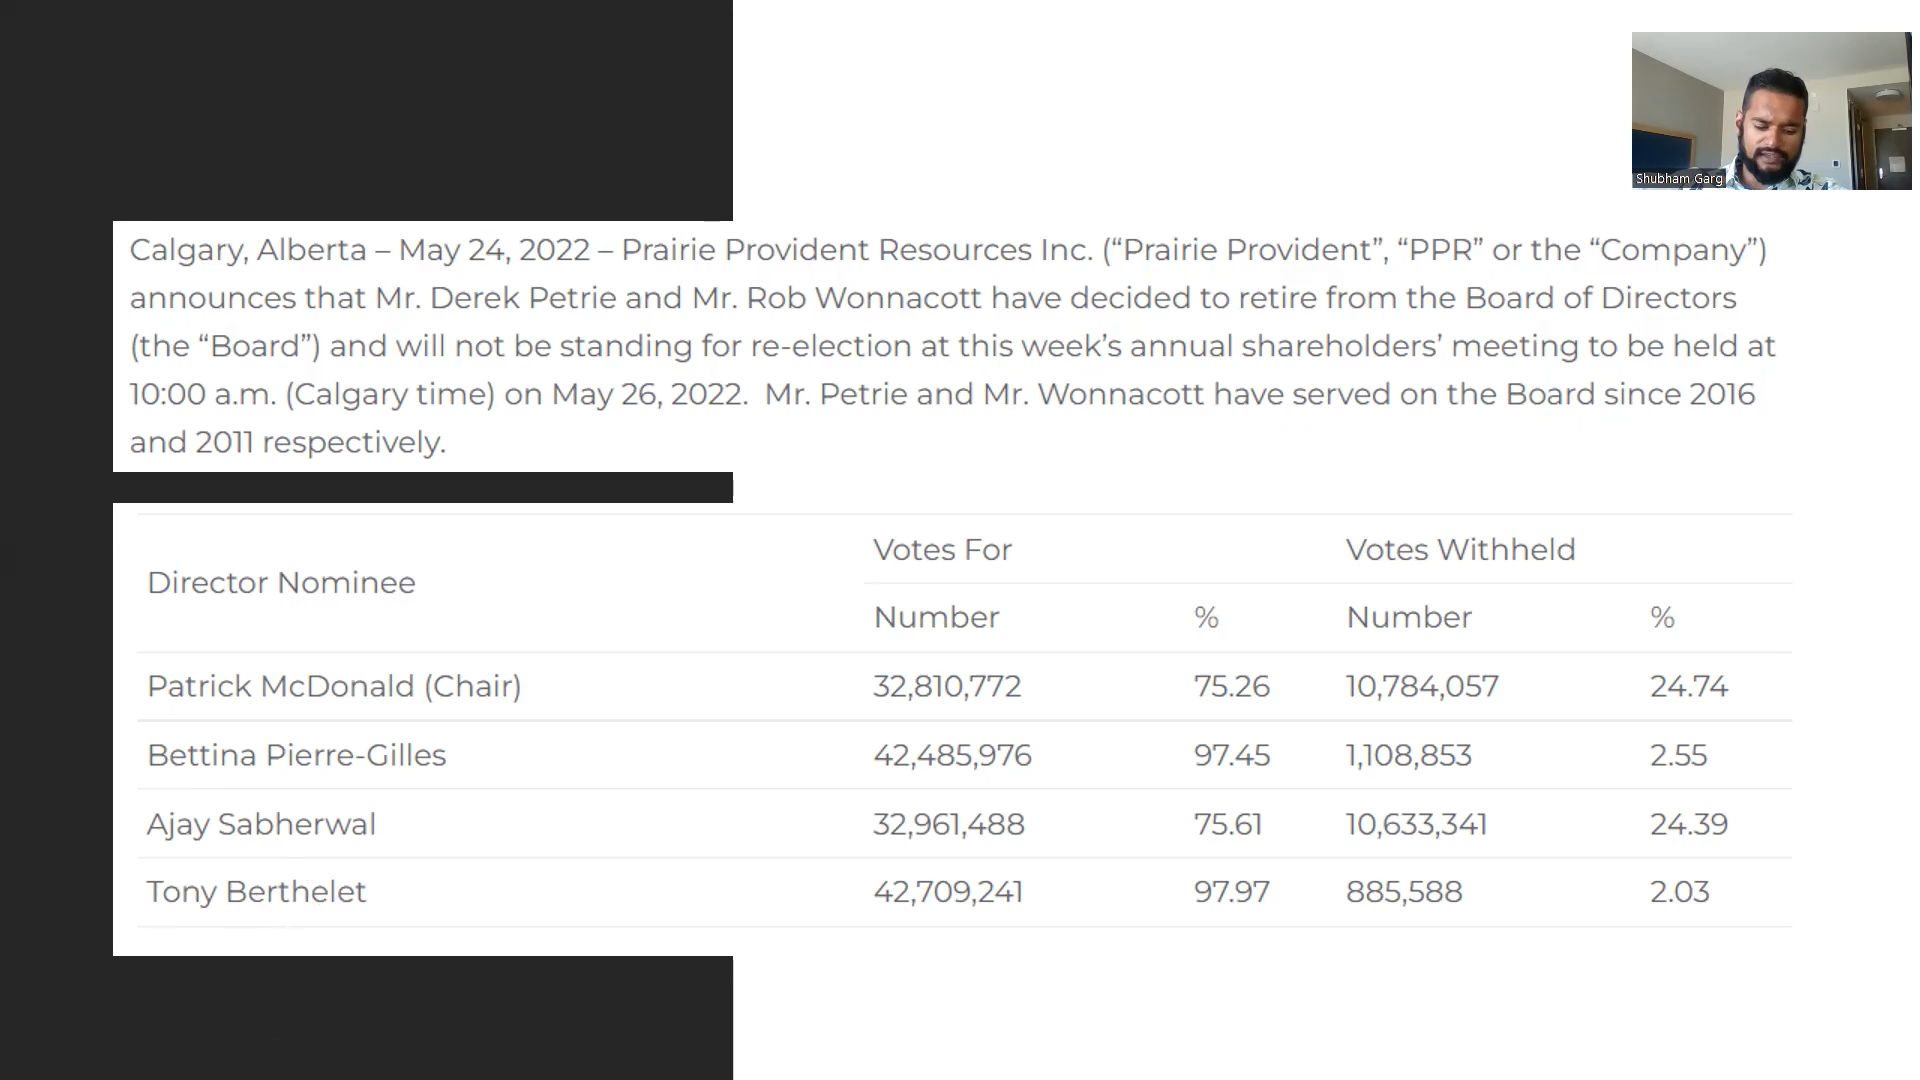 Shubham Garg
Calgary, Alberta – May 24, 2022 – Prairie Provident Resources Inc. (“Prairie Provident”, “PPR” or the “Company”)
announces that Mr. Derek Petrie and Mr. Rob Wonnacott have decided to retire from the Board of Directors
(the “Board”) and will not be standing for re-election at this week’s annual shareholders’ meeting to be held at
10:00 a.m. (Calgary time) on May 26, 2022. Mr. Petrie and Mr. Wonnacott have served on the Board since 2016
and 2011 respectively.
Votes For Votes Withheld
Director Nominee
Number % Number %
Patrick McDonald (Chair) 32,810,772 75.26 10,784,057 24.74
Bettina Pierre-Gilles 42,485,976 97.45 1,108,853 2.55
Ajay Sabherwal 32,961,488 75.61 10,633,341 24.39
Tony Berthelet 42,709,241 97.97 885,588 2.03